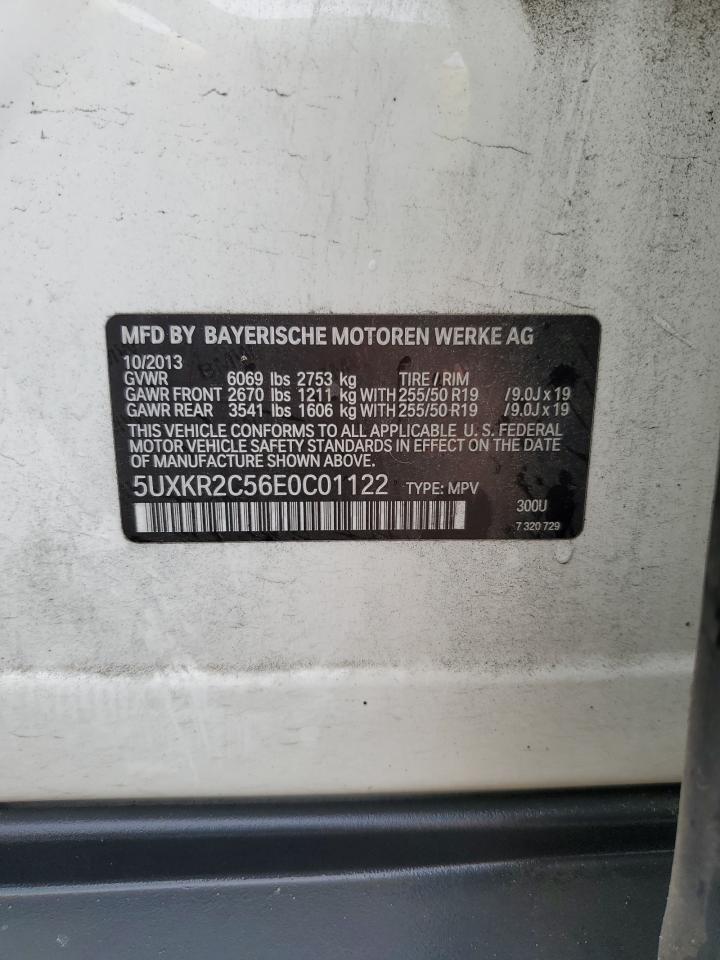 MFD BY BAYERISCHE MOTOREN WERKE AG
10/2013
GVWR 6069 lbs 2753 kg TIRE / RIM
GAWR FRONT 2670 lbs 1211 kg WITH 255/50 R19 /9.0J x 19
GAWR REAR 3541 lbs 1606 kg WITH 255/50 R19 /9.0J x 19
THIS VEHICLE CONFORMS TO ALL APPLICABLE U. S. FEDERAL
MOTOR VEHICLE SAFETY STANDARDS IN EFFECT ON THE DATE
OF MANUFACTURE SHOWN ABOVE.
5UXKR2C56E0C01122 TYPE: MPV
300U
7 320 729